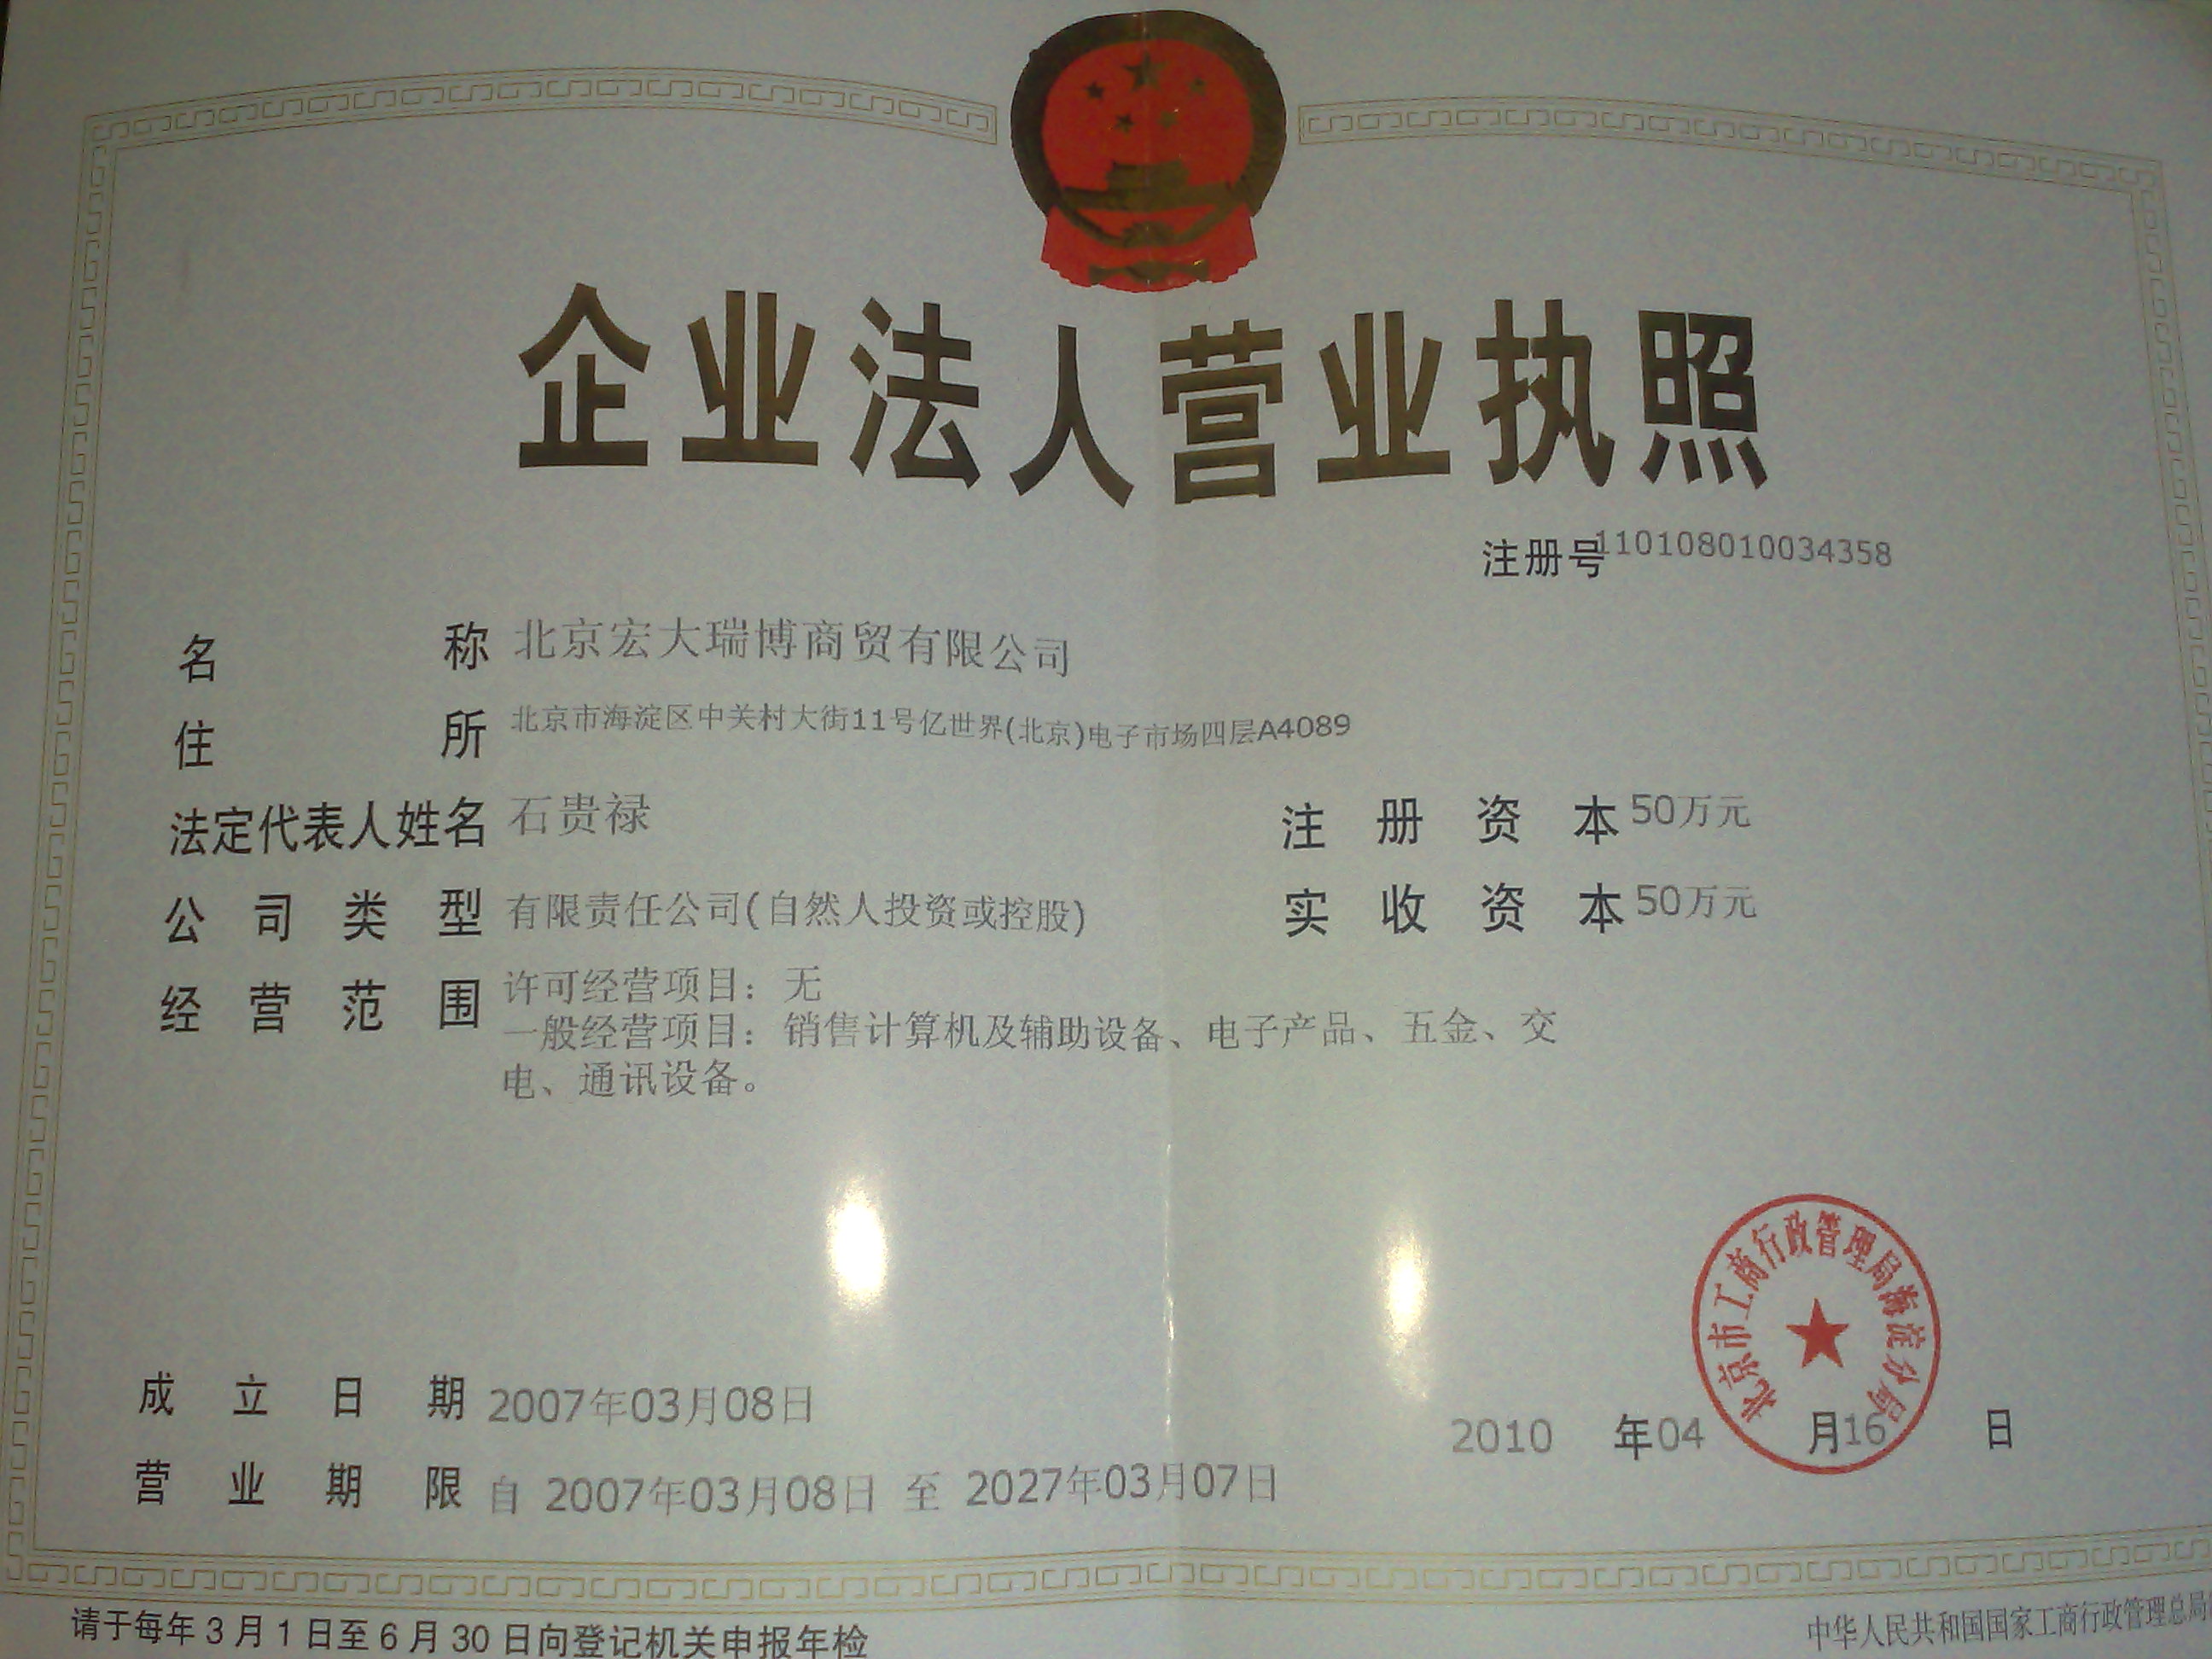 企业法人营业执照
注册号110108010034358
名称 北京宏大瑞博商贸有限公司
住所 北京市海淀区中关村大街11号亿世界(北京)电子市场四层A4089
法定代表人姓名 石贵禄 注册资本 50万元
公司类型 有限责任公司(自然人投资或控股) 实收资本 50万元
经营范围 许可经营项目：无
一般经营项目：销售计算机及辅助设备、电子产品、五金、交
电、通讯设备。
北京市工商行政管理局海淀分局
成立日期 2007年03月08日
2010 年04 月16 日
营业期限 自 2007年03月08日 至 2027年03月07日
请于每年3月1日至6月30日向登记机关申报年检
中华人民共和国国家工商行政管理总局